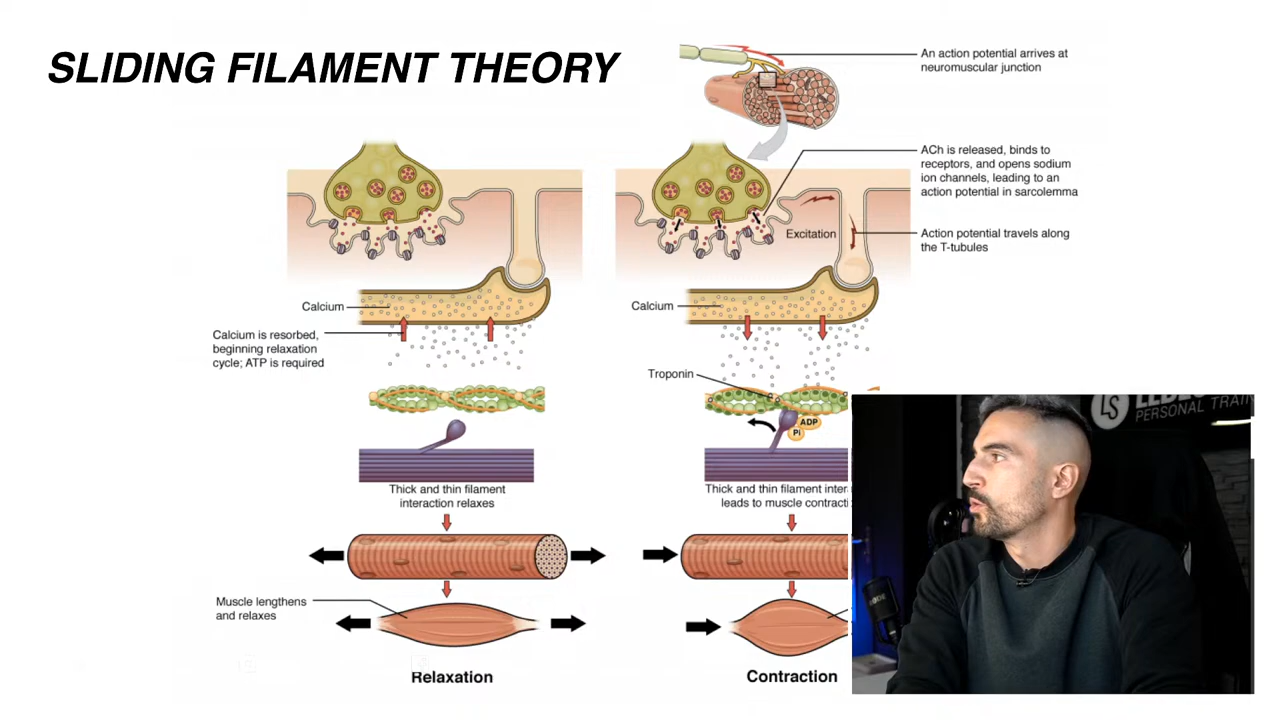 SLIDING FILAMENT THEORY
An action potential arrives at
neuromuscular junction
ACh is released, binds to
receptors, and opens sodium
ion channels, leading to an
action potential in sarcolemma
Excitation
Action potential travels along
the T-tubules
Calcium
Calcium is resorbed,
beginning relaxation
cycle; ATP is required
Calcium
Troponin
ADP
Pi
Thick and thin filament
interaction relaxes
Thick and thin filament inter
leads to muscle contracti
Muscle lengthens
and relaxes
Relaxation
Contraction
LS
PERSONAL TRAIN
RODE